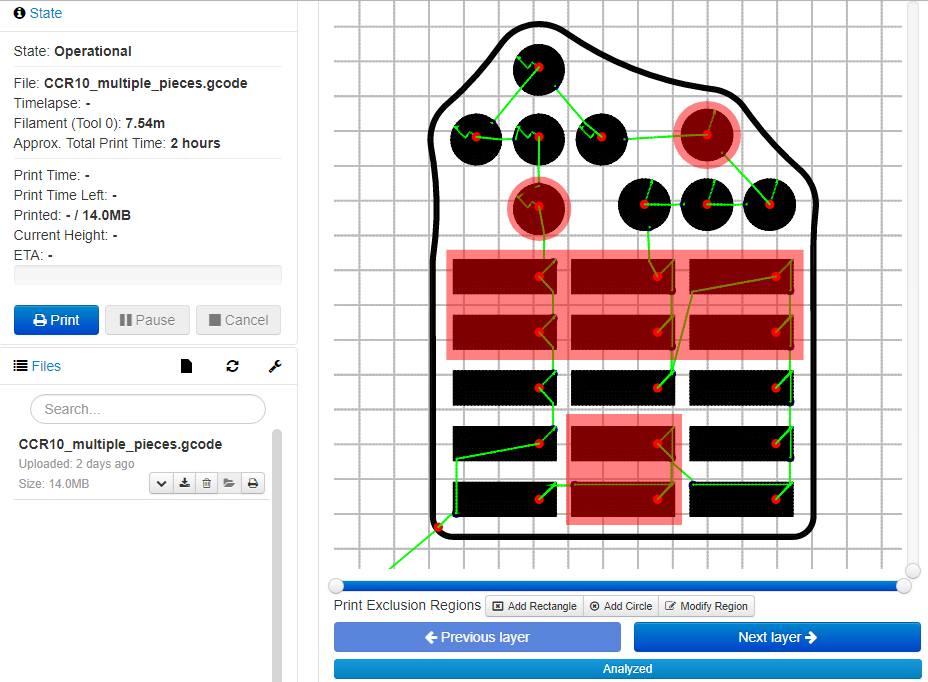 State
State: Operational
File: CCR10_multiple_pieces.gcode
Timelapse: -
Filament (Tool 0): 7.54m
Approx. Total Print Time: 2 hours
Print Time: -
Print Time Left: -
Printed: - / 14.0MB
Current Height: -
ETA: -
Print Pause Cancel
Files
Search...
CCR10_multiple_pieces.gcode
Uploaded: 2 days ago
Size: 14.0MB
Print Exclusion Regions Add Rectangle Add Circle Modify Region
Previous layer Next layer
Analyzed